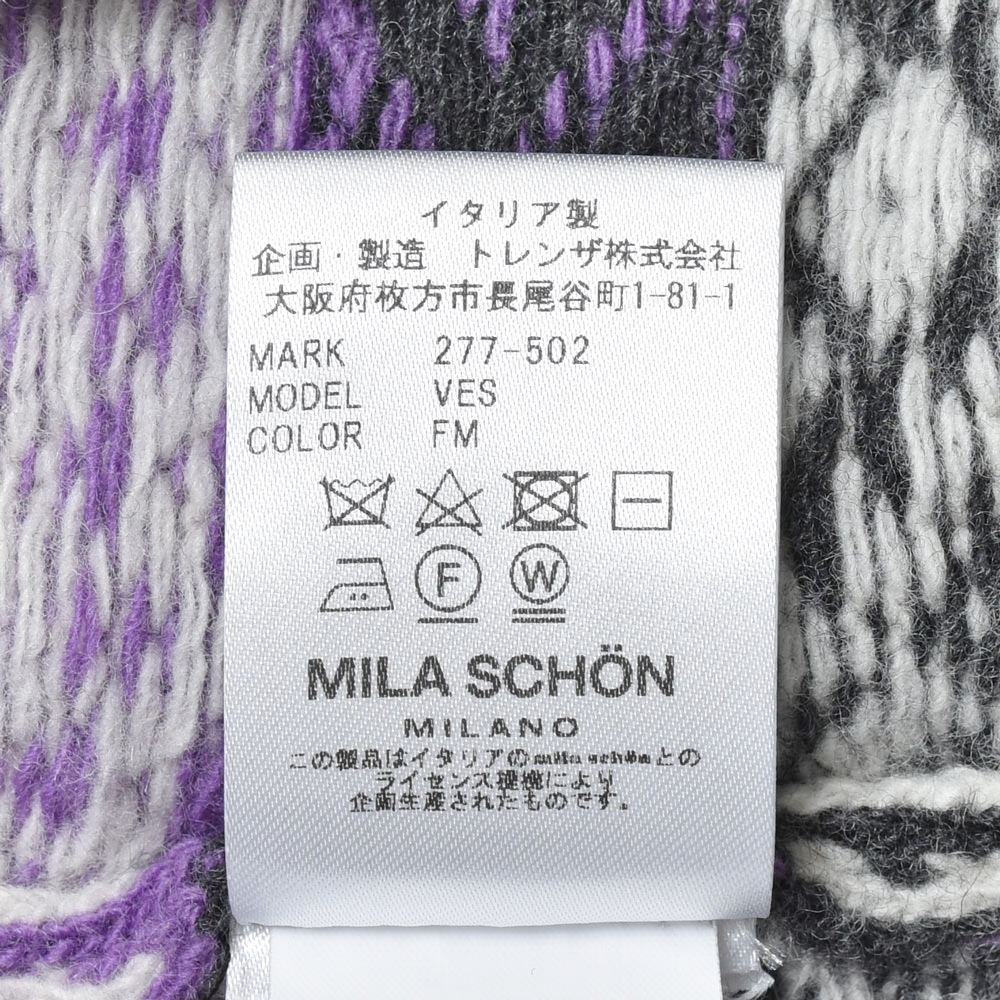 イタリア製
企画・製造　トレンザ株式会社
大阪府枚方市長尾谷町1-81-1
MARK 277-502
MODEL VES
COLOR FM
F W
MILA SCHÖN
MILANO
この製品はイタリアのmila schönとの
ライセンス提携により
企画生産されたものです。